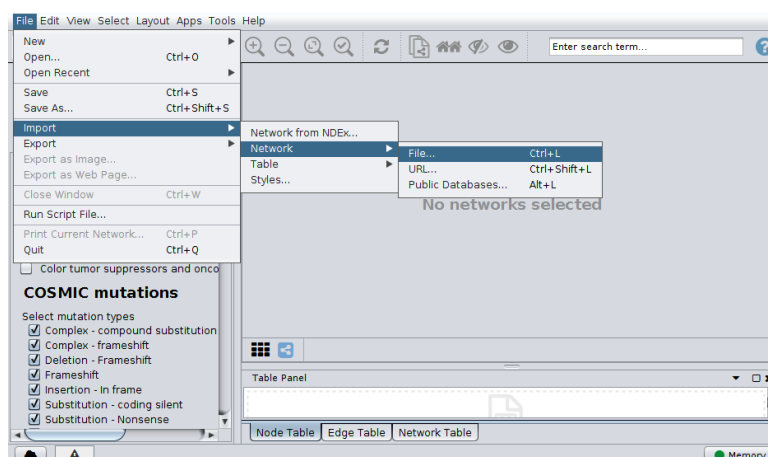 File Edit View Select Layout Apps Tools Help
New
Open... Ctrl+O
Open Recent
Save Ctrl+S
Save As... Ctrl+Shift+S
Import
Export
Export as Image...
Export as Web Page...
Close Window Ctrl+W
Run Script File...
Print Current Network... Ctrl+P
Quit Ctrl+Q
Enter search term...
?
Network from NDEx...
Network
Table
Styles...
File... Ctrl+L
URL... Ctrl+Shift+L
Public Databases... Alt+L
No networks selected
Color tumor suppressors and onco
COSMIC mutations
Select mutation types
Complex - compound substitution
Complex - frameshift
Deletion - Frameshift
Frameshift
Insertion - In frame
Substitution - coding silent
Substitution - Nonsense
Table Panel
Node Table Edge Table Network Table
Memory